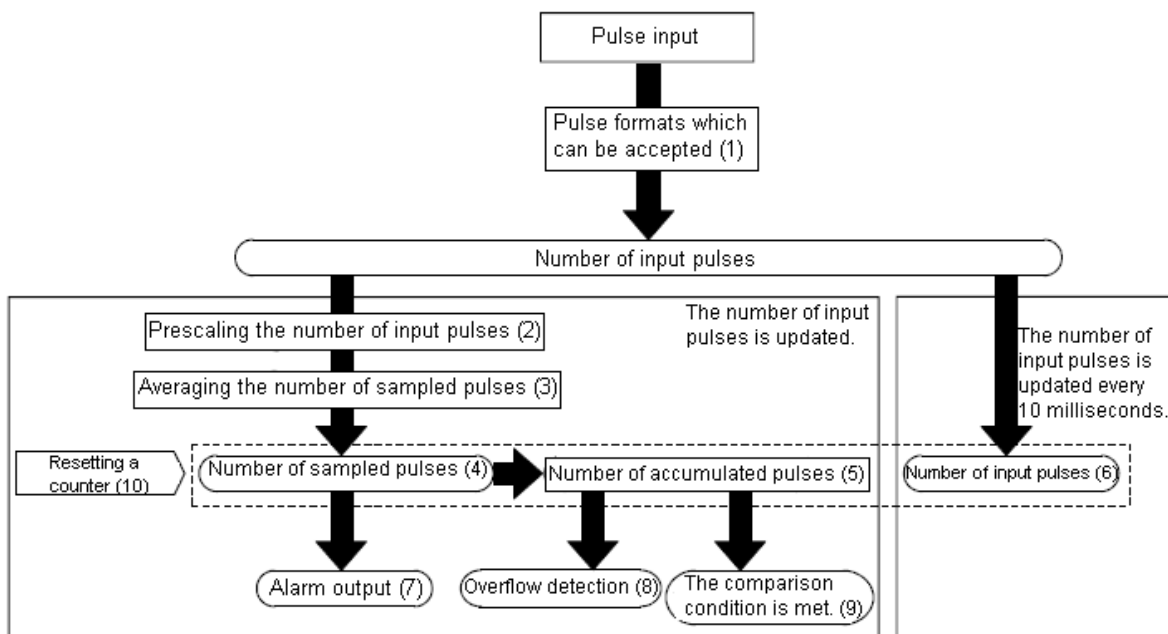 Pulse input
Pulse formats which
can be accepted (1)
Number of input pulses
The number of input
pulses is updated.
Prescaling the number of input pulses (2)
Averaging the number of sampled pulses (3)
The number of
input pulses is
updated every
10 milliseconds.
Resetting a
counter (10)
Number of sampled pulses (4)
Number of accumulated pulses (5)
Number of input pulses (6)
Alarm output (7)
Overflow detection (8)
The comparison
condition is met. (9)